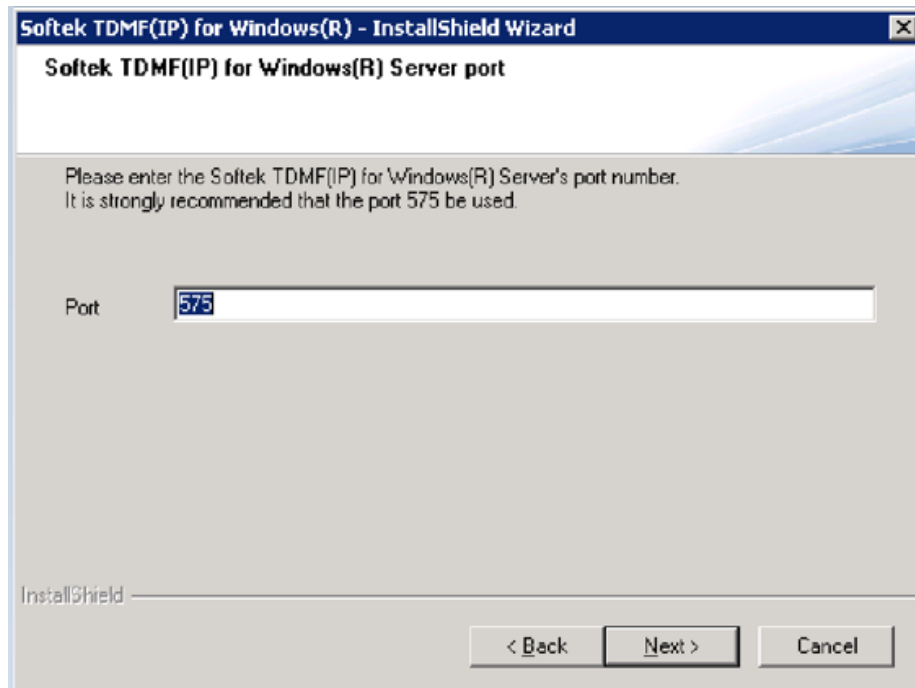 Softek TDMF(IP) for Windows(R) - InstallShield Wizard
Softek TDMF(IP) for Windows(R) Server port
Please enter the Softek TDMF(IP) for Windows(R) Server's port number.
It is strongly recommended that the port 575 be used.
Port 575
InstallShield
< Back Next > Cancel